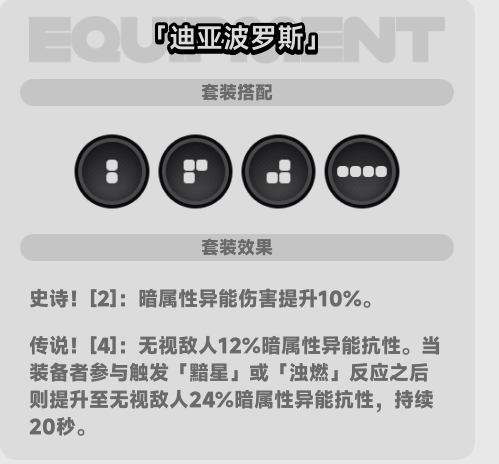 EQUIPMENT
「迪亚波罗斯」
套装搭配
套装效果
史诗！[2]：暗属性异能伤害提升10%。
传说！[4]：无视敌人12%暗属性异能抗性。当
装备者参与触发「黯星」或「浊燃」反应之后
则提升至无视敌人24%暗属性异能抗性，持续
20秒。